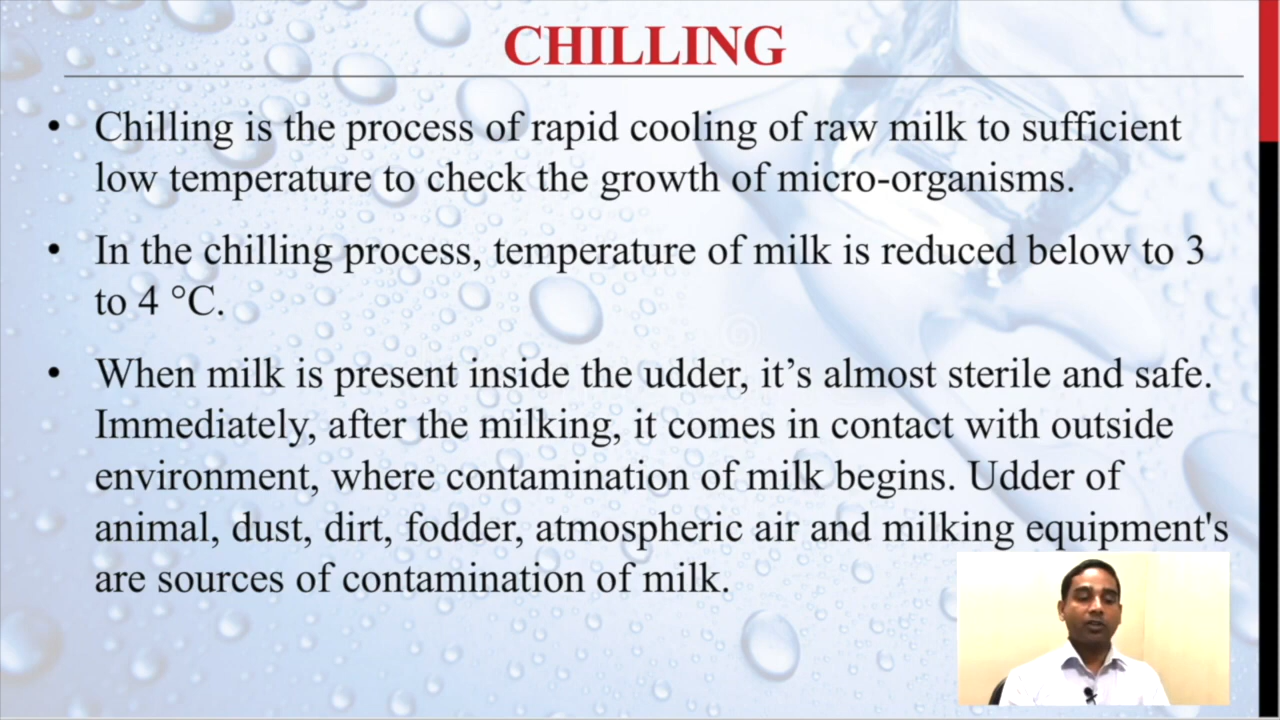 CHILLING
• Chilling is the process of rapid cooling of raw milk to sufficient
low temperature to check the growth of micro-organisms.
• In the chilling process, temperature of milk is reduced below to 3
to 4 °C.
• When milk is present inside the udder, it’s almost sterile and safe.
Immediately, after the milking, it comes in contact with outside
environment, where contamination of milk begins. Udder of
animal, dust, dirt, fodder, atmospheric air and milking equipment's
are sources of contamination of milk.